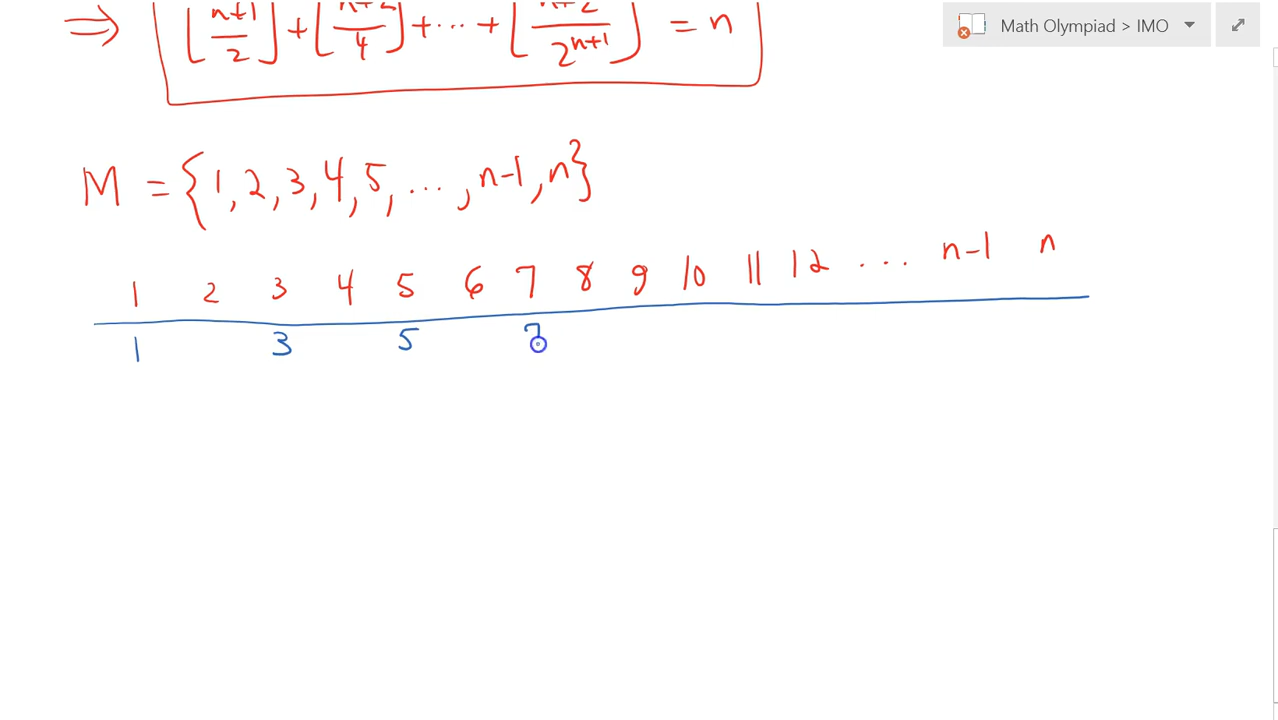 Math Olympiad > IMO
⇒ ⌊n+1/2⌋ + ⌊n+2/4⌋ + ... + ⌊n+2/2^{n+1}⌋ = n
M = {1, 2, 3, 4, 5, ..., n-1, n}
1 2 3 4 5 6 7 8 9 10 11 12 ... n-1 n
1 3 5 7